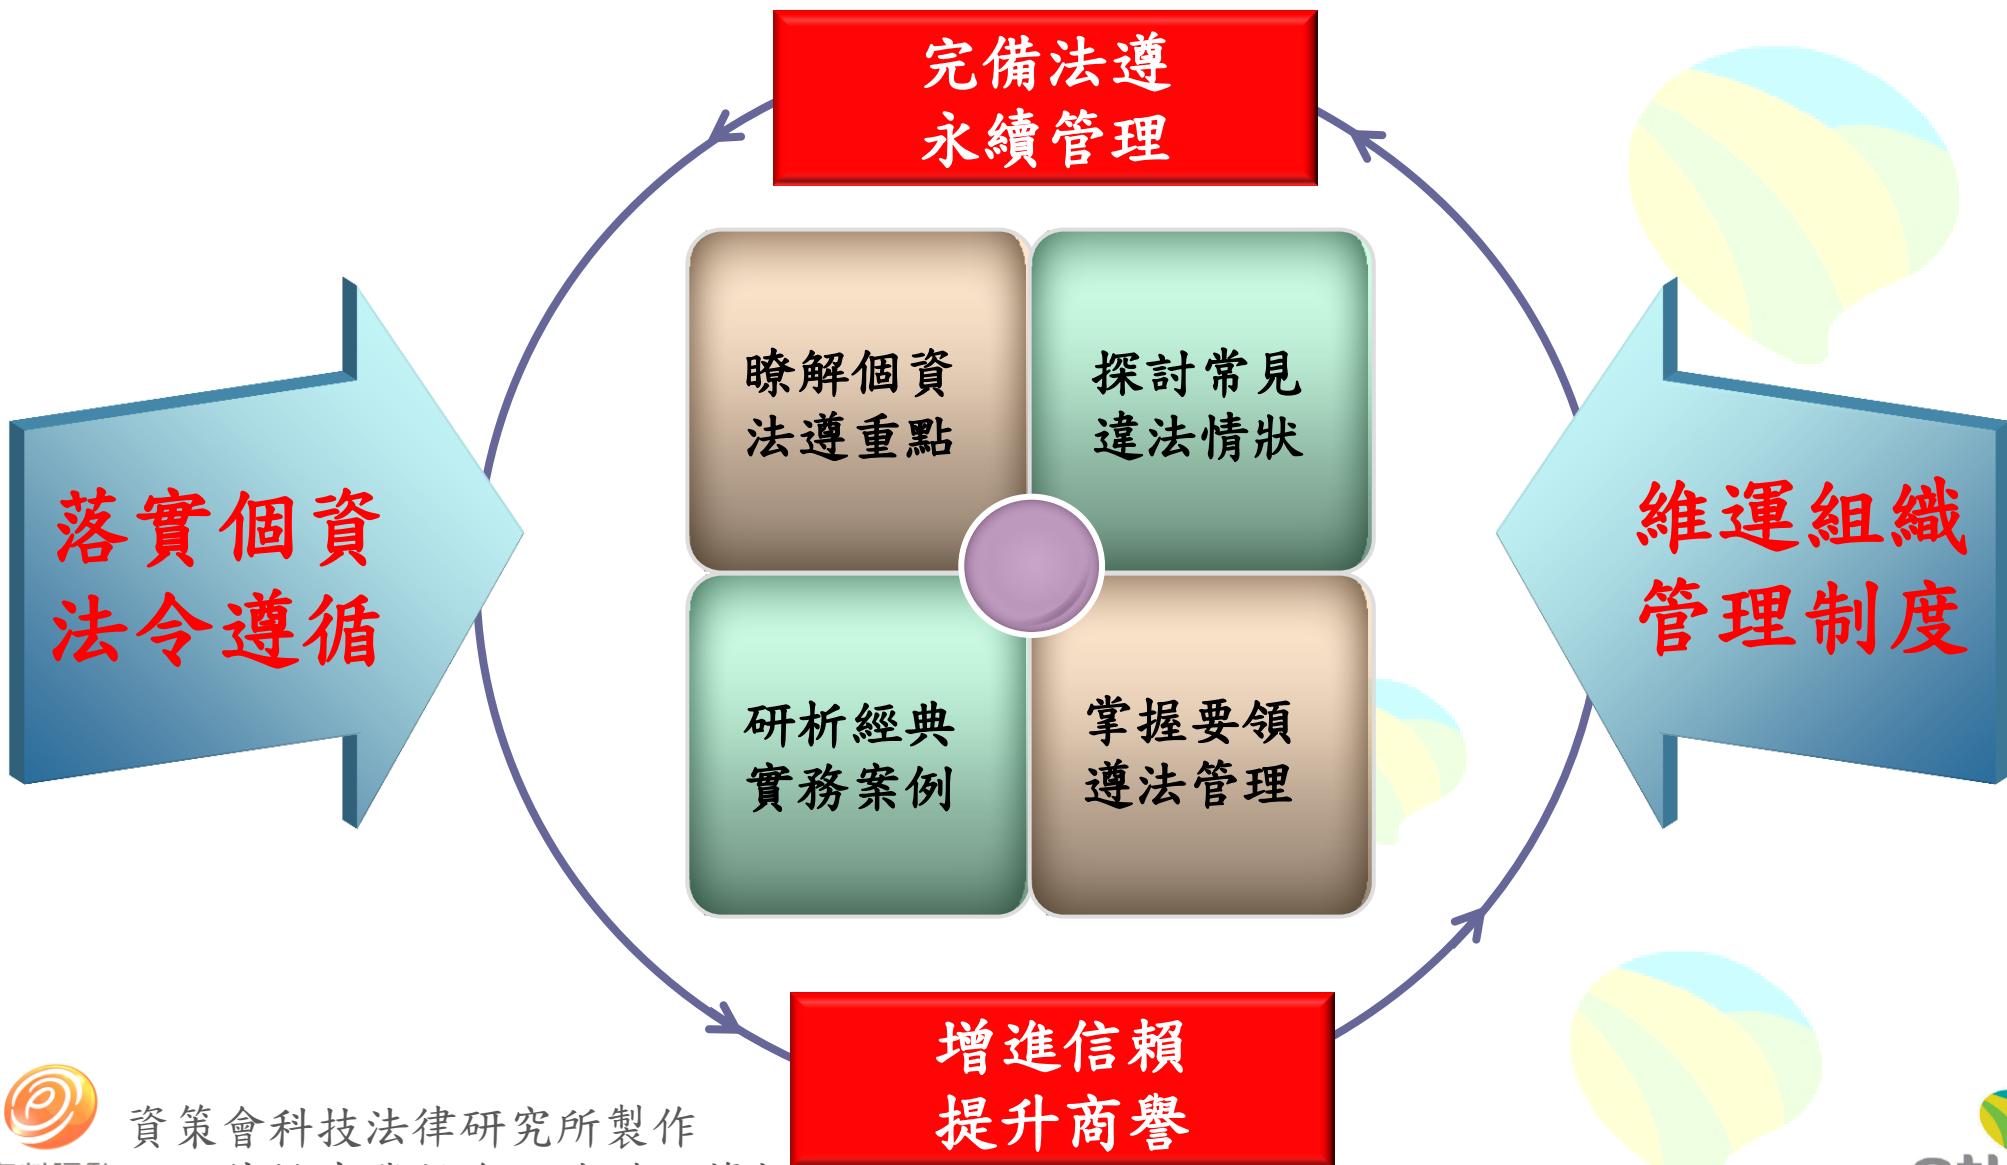 完備法遵
永續管理
瞭解個資
法遵重點
探討常見
違法情狀
落實個資
法令遵循
維運組織
管理制度
研析經典
實務案例
掌握要領
遵法管理
增進信賴
提升商譽
資策會科技法律研究所製作